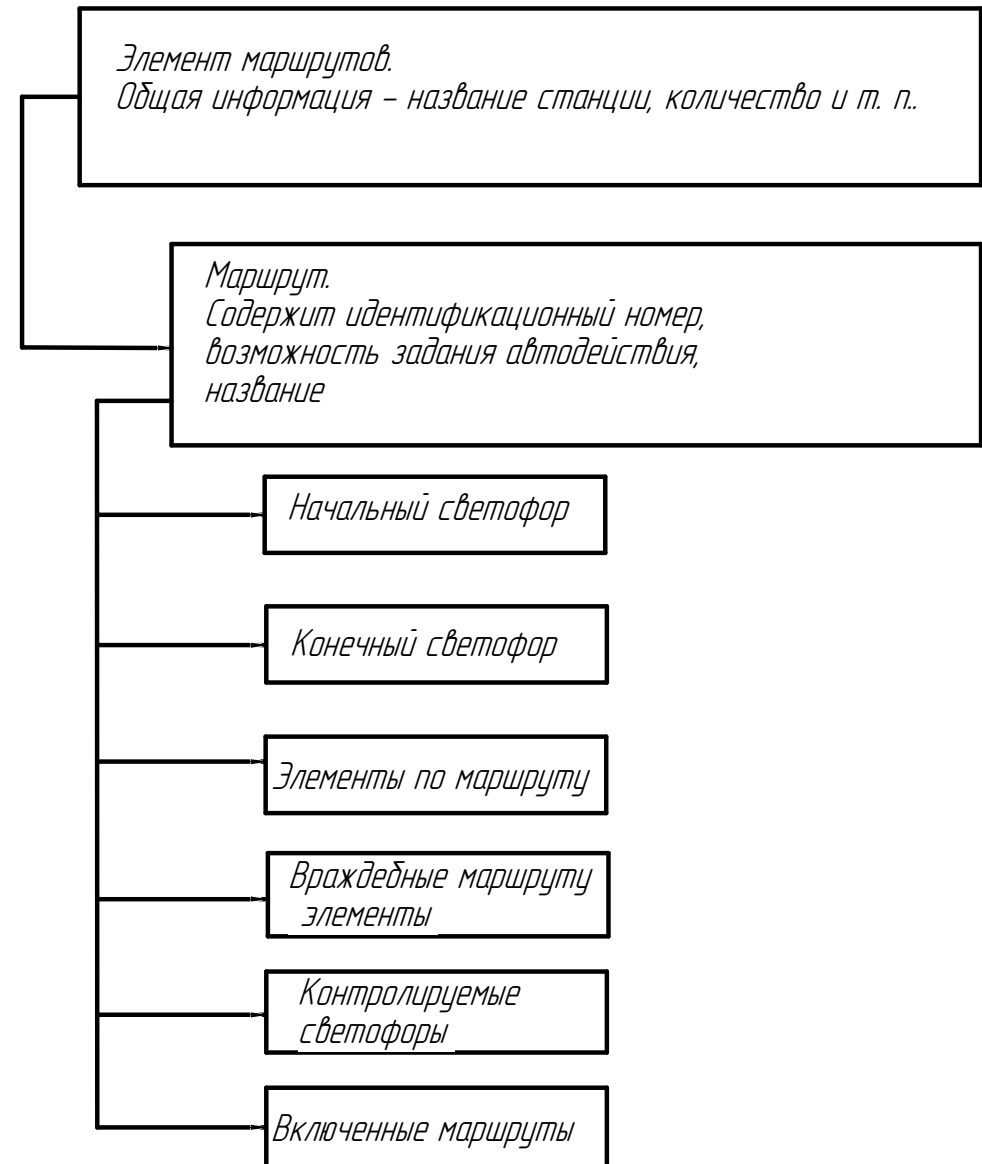 Элемент маршрутов.
Общая информация – название станции, количество и т. п..
Маршрут.
Содержит идентификационный номер,
возможность задания автодействия,
название
Начальный светофор
Конечный светофор
Элементы по маршруту
Враждебные маршруту
элементы
Контролируемые
светофоры
Включенные маршруты